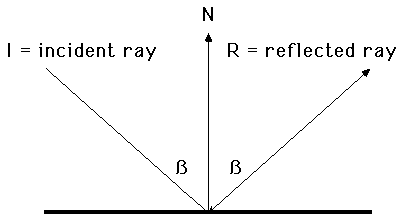 N
I = incident ray R = reflected ray
ß ß